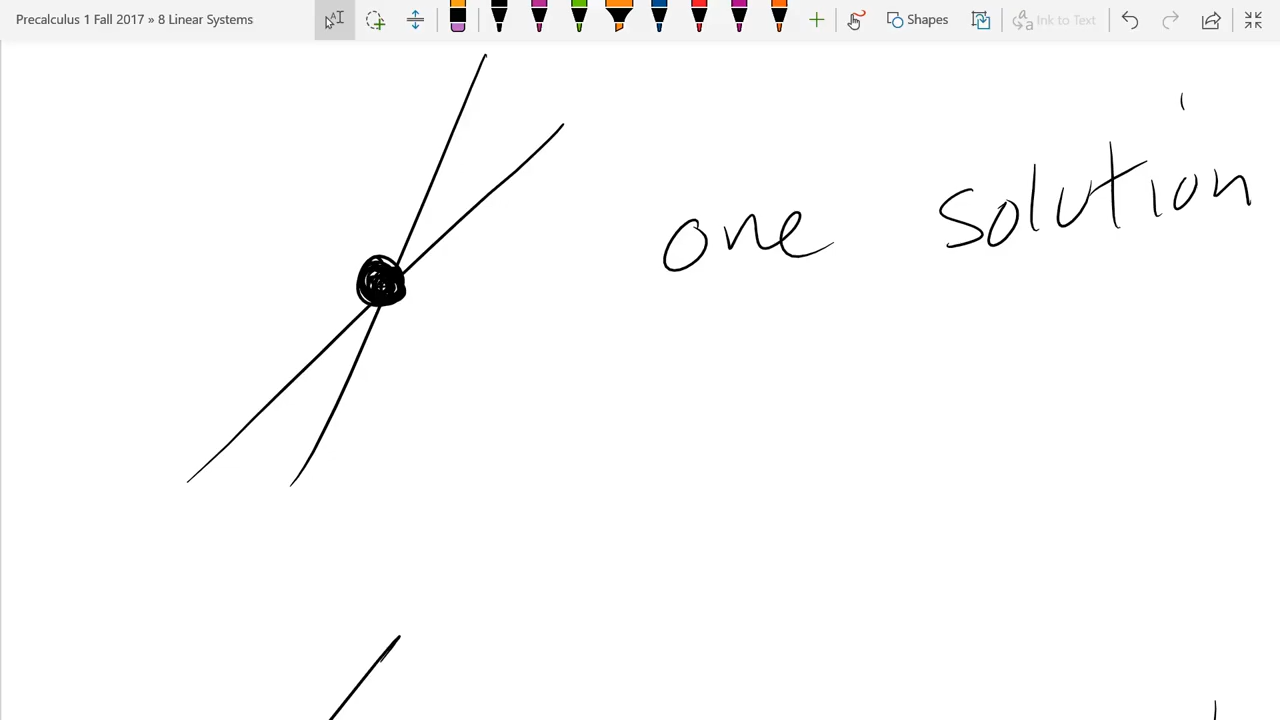 Precalculus 1 Fall 2017 » 8 Linear Systems
Shapes
Ink to Text
one solution